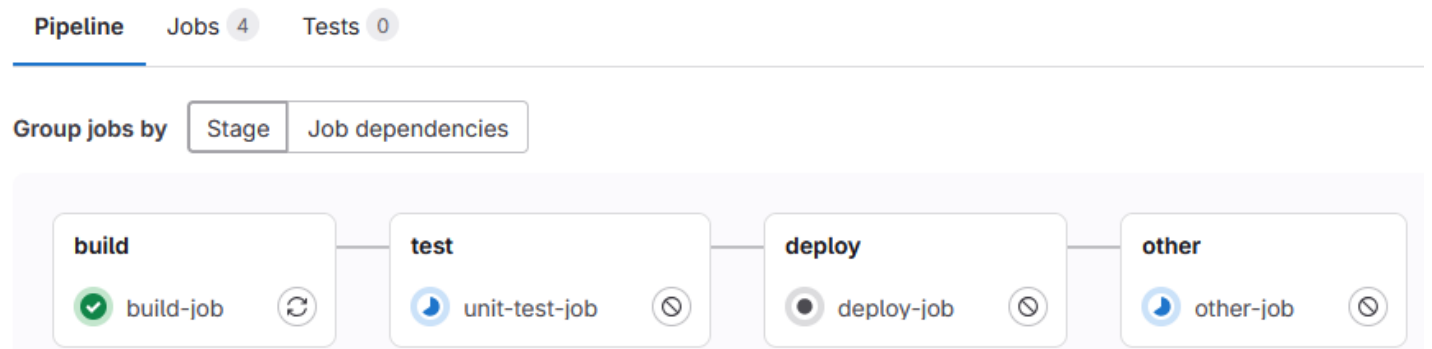 Pipeline Jobs 4 Tests 0
Group jobs by Stage Job dependencies
build test deploy other
build-job unit-test-job deploy-job other-job